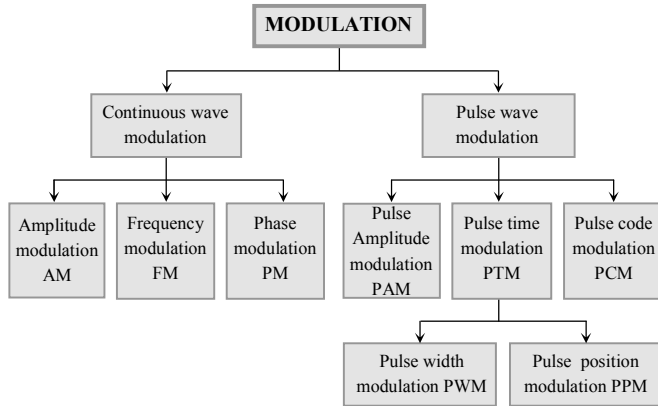 MODULATION
Continuous wave
modulation
Pulse wave
modulation
Amplitude
modulation
AM
Frequency
modulation
FM
Phase
modulation
PM
Pulse
Amplitude
modulation
PAM
Pulse time
modulation
PTM
Pulse code
modulation
PCM
Pulse width
modulation PWM
Pulse position
modulation PPM